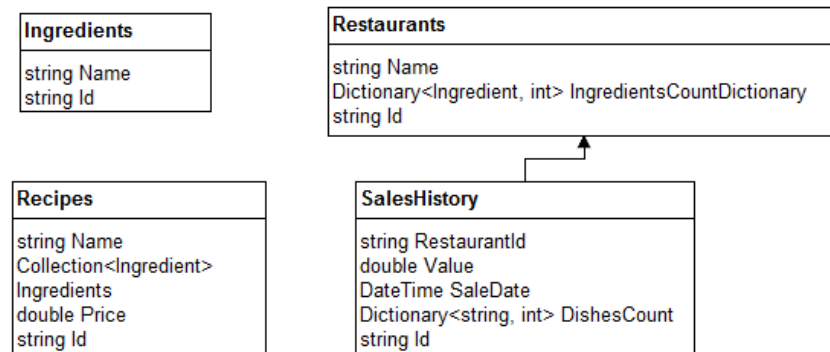 Ingredients
string Name
string Id
Restaurants
string Name
Dictionary<Ingredient, int> IngredientsCountDictionary
string Id
Recipes
string Name
Collection<Ingredient>
Ingredients
double Price
string Id
SalesHistory
string RestaurantId
double Value
DateTime SaleDate
Dictionary<string, int> DishesCount
string Id